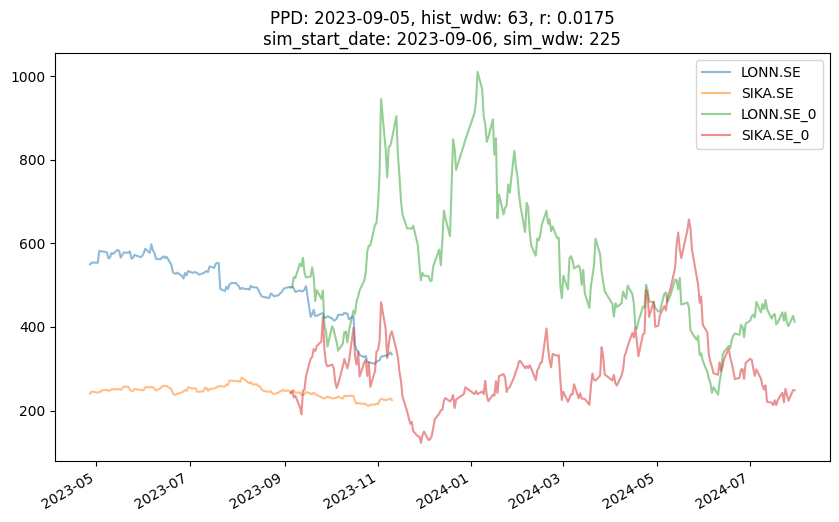 PPD: 2023-09-05, hist_wdw: 63, r: 0.0175
sim_start_date: 2023-09-06, sim_wdw: 225
LONN.SE
SIKA.SE
LONN.SE_0
SIKA.SE_0
1000
800
600
400
200
2023-05
2023-07
2023-09
2023-11
2024-01
2024-03
2024-05
2024-07